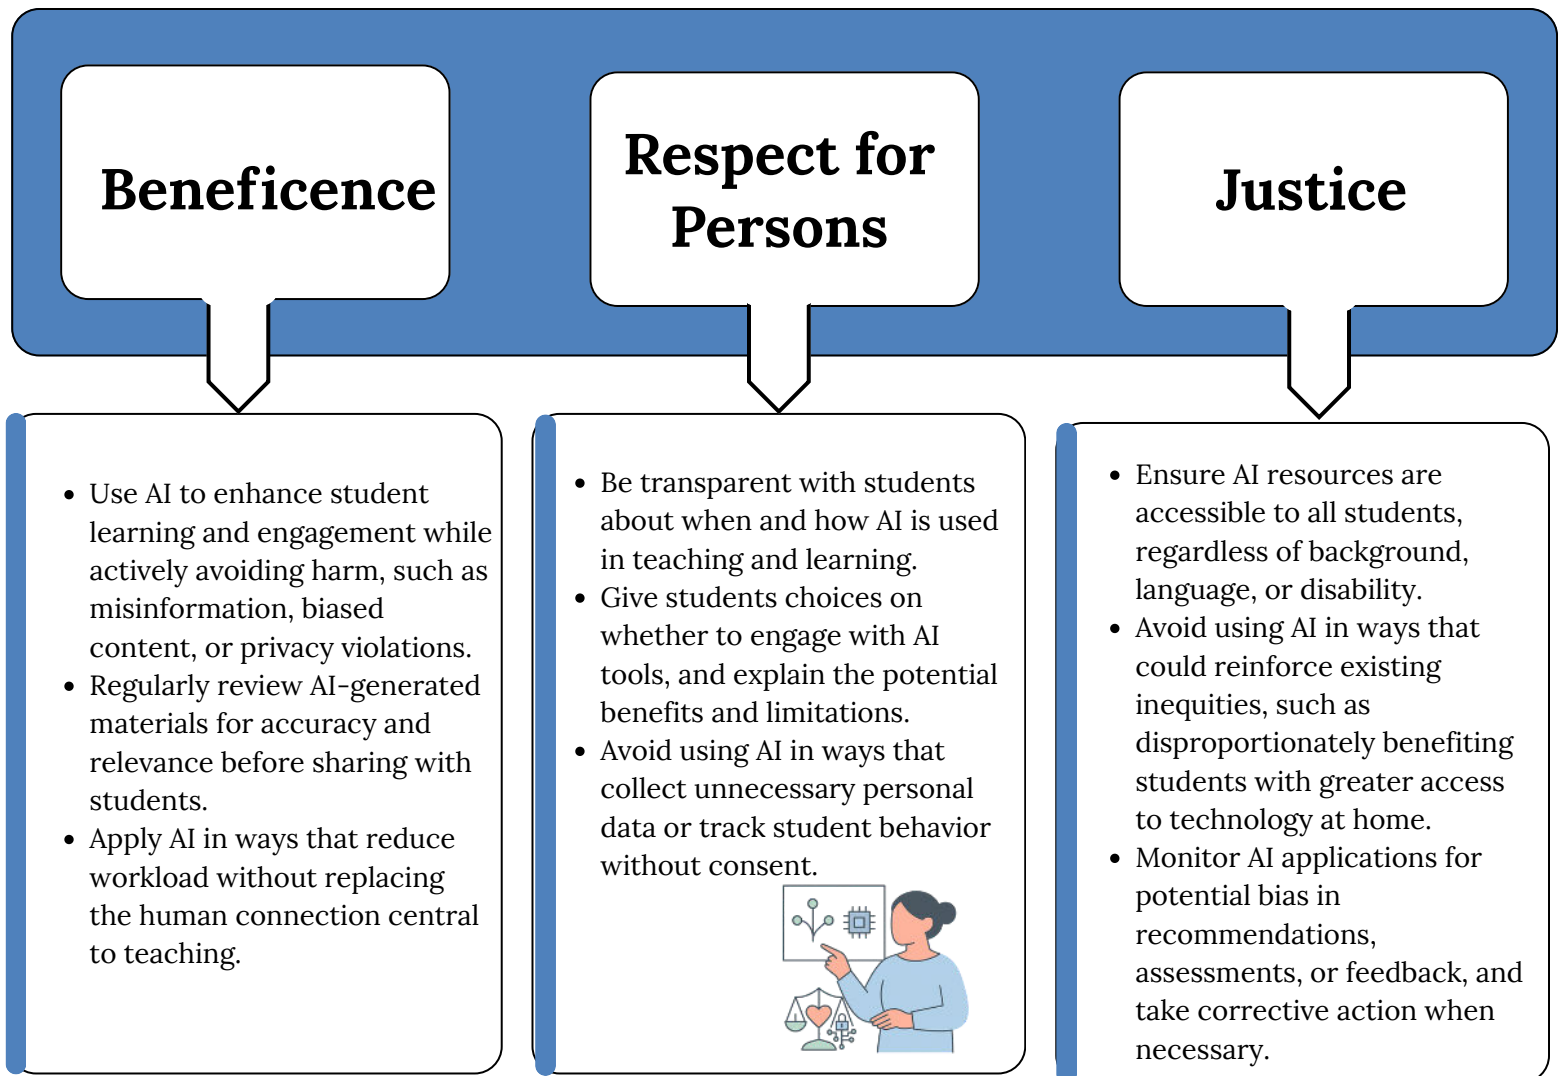 Beneficence
Respect for
Persons
Justice
• Use AI to enhance student
learning and engagement while
actively avoiding harm, such as
misinformation, biased
content, or privacy violations.
• Regularly review AI-generated
materials for accuracy and
relevance before sharing with
students.
• Apply AI in ways that reduce
workload without replacing
the human connection central
to teaching.
• Be transparent with students
about when and how AI is used
in teaching and learning.
• Give students choices on
whether to engage with AI
tools, and explain the potential
benefits and limitations.
• Avoid using AI in ways that
collect unnecessary personal
data or track student behavior
without consent.
• Ensure AI resources are
accessible to all students,
regardless of background,
language, or disability.
• Avoid using AI in ways that
could reinforce existing
inequities, such as
disproportionately benefiting
students with greater access
to technology at home.
• Monitor AI applications for
potential bias in
recommendations,
assessments, or feedback, and
take corrective action when
necessary.